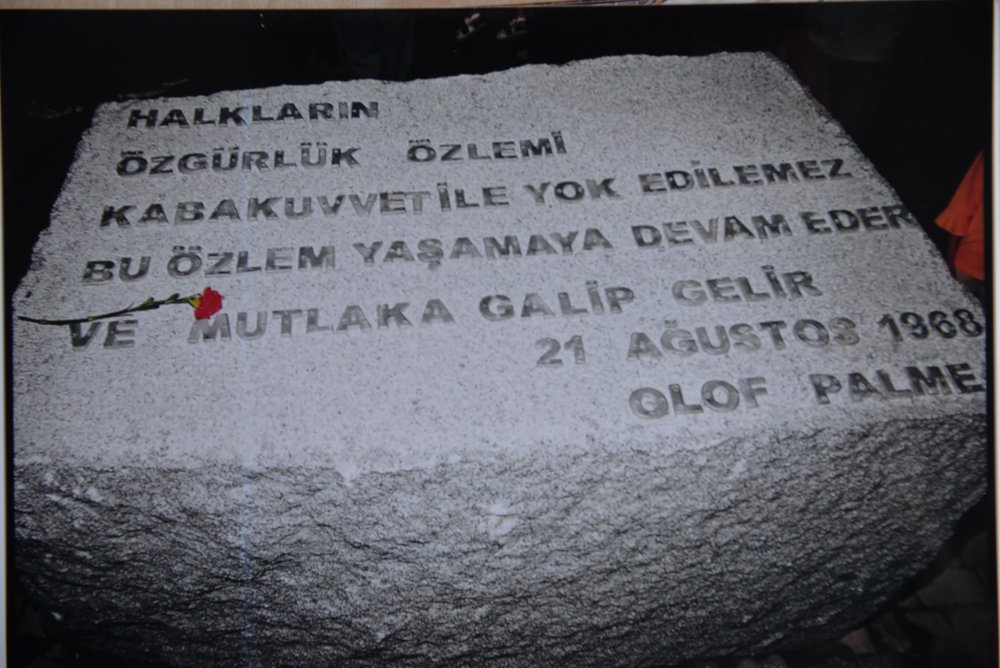 HALKLARIN
ÖZGÜRLÜK ÖZLEMİ
KABAKUVVETİLE YOK EDİLEMEZ
BU ÖZLEM YAŞAMAYA DEVAM EDER
VE MUTLAKA GALİP GELİR
21 AĞUSTOS 1968
OLOF PALME